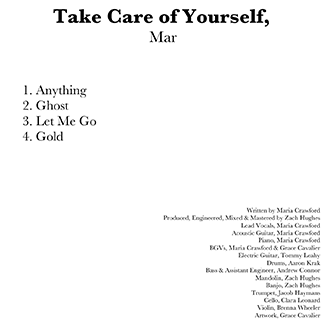 Take Care of Yourself,
Mar
1. Anything
2. Ghost
3. Let Me Go
4. Gold
Written by Maria Crawford
Produced, Engineered, Mixed & Mastered by Zach Hughes
Lead Vocals, Maria Crawford
Acoustic Guitar, Maria Crawford
Piano, Maria Crawford
BGVs, Maria Crawford & Grace Cavalier
Electric Guitar, Tommy Leahy
Drums, Aaron Krak
Bass & Assistant Engineer, Andrew Connor
Mandolin, Zach Hughes
Banjo, Zach Hughes
Trumpet, Jacob Haymans
Cello, Clara Leonard
Violin, Brenna Wheeler
Artwork, Grace Cavalier